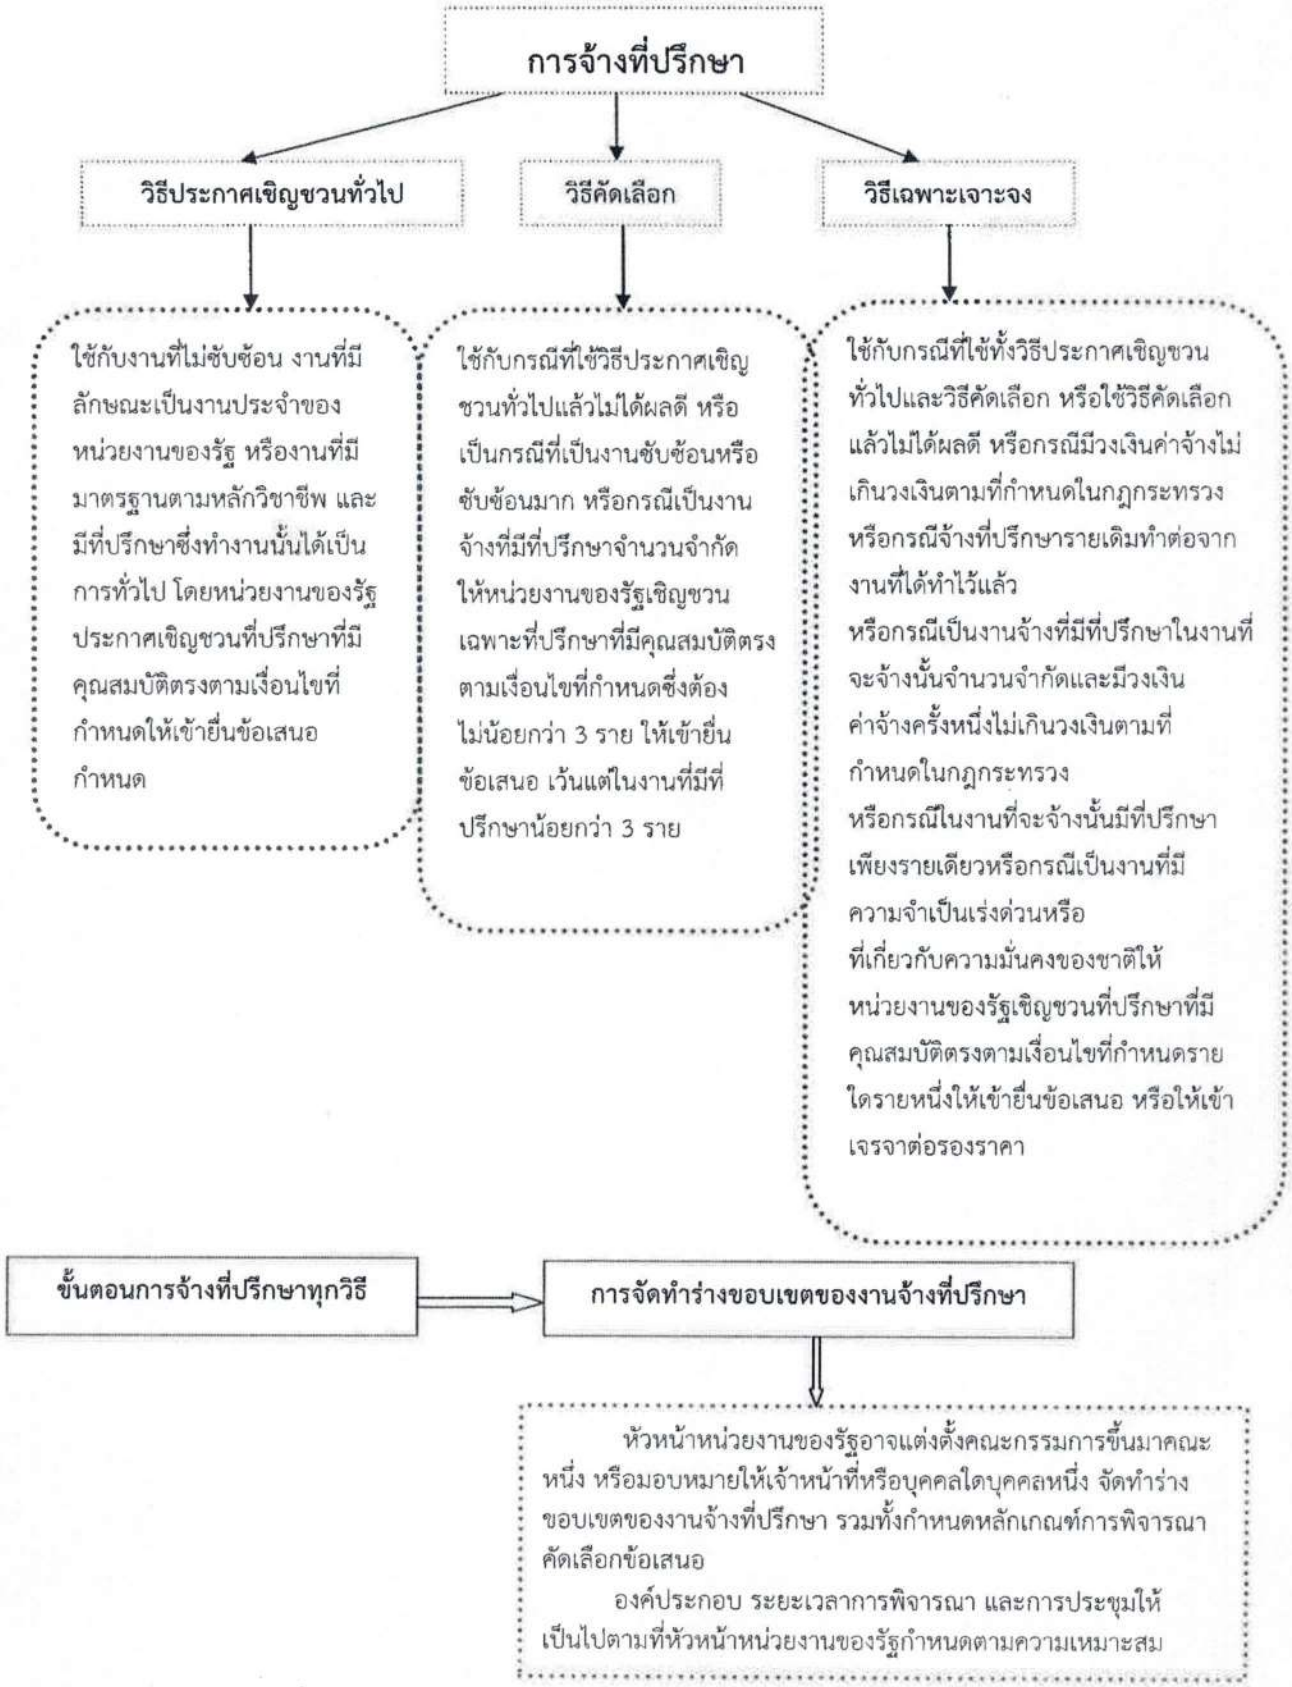 การจ้างที่ปรึกษา
วิธีประกาศเชิญชวนทั่วไป
วิธีคัดเลือก
วิธีเฉพาะเจาะจง
ใช้กับงานที่ไม่ซับซ้อน งานที่มี
ลักษณะเป็นงานประจำของ
หน่วยงานของรัฐ หรืองานที่มี
มาตรฐานตามหลักวิชาชีพ และ
มีที่ปรึกษาซึ่งทำงานนั้นได้เป็น
การทั่วไป โดยหน่วยงานของรัฐ
ประกาศเชิญชวนที่ปรึกษาที่มี
คุณสมบัติตรงตามเงื่อนไขที่
กำหนดให้เข้ายื่นข้อเสนอ
กำหนด
ใช้กับกรณีที่ใช้วิธีประกาศเชิญ
ชวนทั่วไปแล้วไม่ได้ผลดี หรือ
เป็นกรณีที่เป็นงานซับซ้อนหรือ
ซับซ้อนมาก หรือกรณีเป็นงาน
จ้างที่มีที่ปรึกษาจำนวนจำกัด
ให้หน่วยงานของรัฐเชิญชวน
เฉพาะที่ปรึกษาที่มีคุณสมบัติตรง
ตามเงื่อนไขที่กำหนดซึ่งต้อง
ไม่น้อยกว่า 3 ราย ให้เข้ายื่น
ข้อเสนอ เว้นแต่ในงานที่มีที่
ปรึกษาน้อยกว่า 3 ราย
ใช้กับกรณีที่ใช้ทั้งวิธีประกาศเชิญชวน
ทั่วไปและวิธีคัดเลือก หรือใช้วิธีคัดเลือก
แล้วไม่ได้ผลดี หรือกรณีมีวงเงินค่าจ้างไม่
เกินวงเงินตามที่กำหนดในกฎกระทรวง
หรือกรณีจ้างที่ปรึกษารายเดิมทำต่อจาก
งานที่ได้ทำไว้แล้ว
หรือกรณีเป็นงานจ้างที่มีที่ปรึกษาในงานที่
จะจ้างนั้นจำนวนจำกัดและมีวงเงิน
ค่าจ้างครั้งหนึ่งไม่เกินวงเงินตามที่
กำหนดในกฎกระทรวง
หรือกรณีในงานที่จะจ้างนั้นมีที่ปรึกษา
เพียงรายเดียวหรือกรณีเป็นงานที่มี
ความจำเป็นเร่งด่วนหรือ
ที่เกี่ยวกับความมั่นคงของชาติให้
หน่วยงานของรัฐเชิญชวนที่ปรึกษาที่มี
คุณสมบัติตรงตามเงื่อนไขที่กำหนดราย
ใดรายหนึ่งให้เข้ายื่นข้อเสนอ หรือให้เข้า
เจรจาต่อรองราคา
ขั้นตอนการจ้างที่ปรึกษาทุกวิธี
การจัดทำร่างขอบเขตของงานจ้างที่ปรึกษา
หัวหน้าหน่วยงานของรัฐอาจแต่งตั้งคณะกรรมการขึ้นมาคณะ
หนึ่ง หรือมอบหมายให้เจ้าหน้าที่หรือบุคคลใดบุคคลหนึ่ง จัดทำร่าง
ขอบเขตของงานจ้างที่ปรึกษา รวมทั้งกำหนดหลักเกณฑ์การพิจารณา
คัดเลือกข้อเสนอ
องค์ประกอบ ระยะเวลาการพิจารณา และการประชุมให้
เป็นไปตามที่หัวหน้าหน่วยงานของรัฐกำหนดตามความเหมาะสม